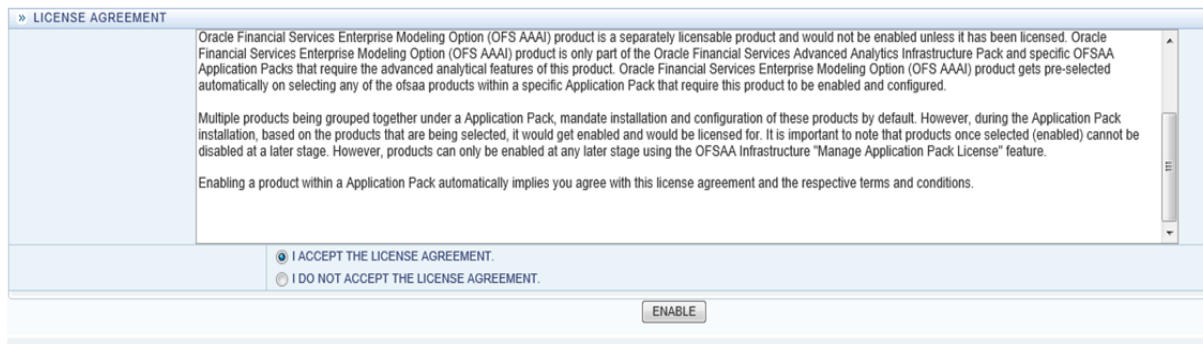 » LICENSE AGREEMENT
Oracle Financial Services Enterprise Modeling Option (OFS AAAI) product is a separately licensable product and would not be enabled unless it has been licensed. Oracle
Financial Services Enterprise Modeling Option (OFS AAAI) product is only part of the Oracle Financial Services Advanced Analytics Infrastructure Pack and specific OFSAA
Application Packs that require the advanced analytical features of this product. Oracle Financial Services Enterprise Modeling Option (OFS AAAI) product gets pre-selected
automatically on selecting any of the ofsaa products within a specific Application Pack that require this product to be enabled and configured.
Multiple products being grouped together under a Application Pack, mandate installation and configuration of these products by default. However, during the Application Pack
installation, based on the products that are being selected, it would get enabled and would be licensed for. It is important to note that products once selected (enabled) cannot be
disabled at a later stage. However, products can only be enabled at any later stage using the OFSAA Infrastructure "Manage Application Pack License" feature.
Enabling a product within a Application Pack automatically implies you agree with this license agreement and the respective terms and conditions.
I ACCEPT THE LICENSE AGREEMENT.
I DO NOT ACCEPT THE LICENSE AGREEMENT.
ENABLE